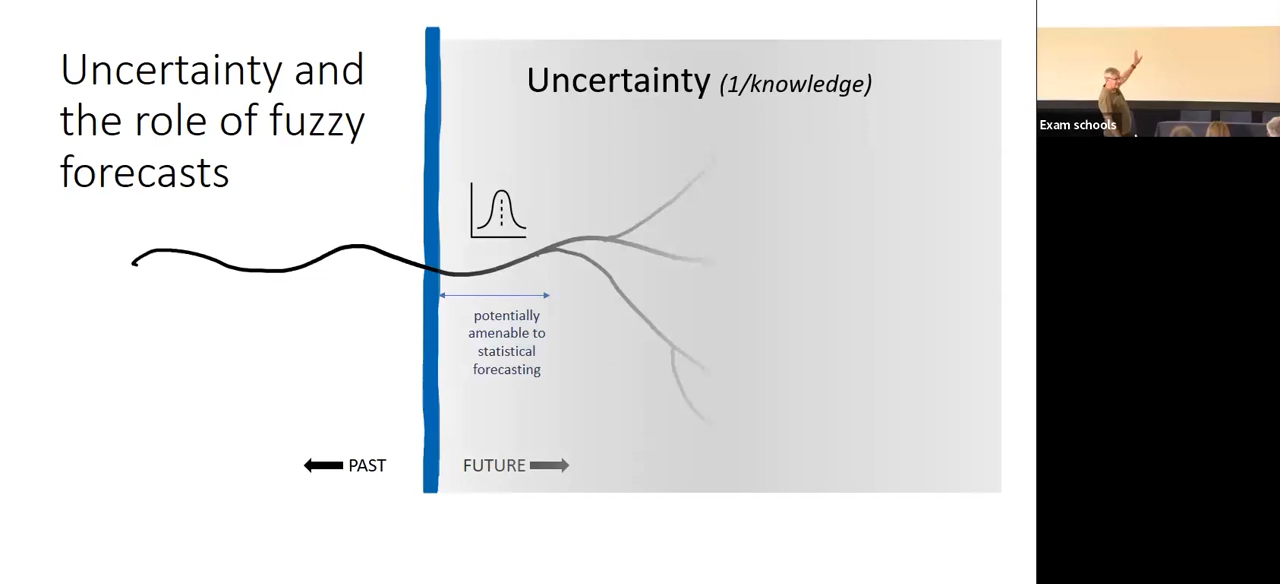 Uncertainty and
the role of fuzzy
forecasts
Uncertainty (1/knowledge)
potentially
amenable to
statistical
forecasting
PAST
FUTURE
Exam schools